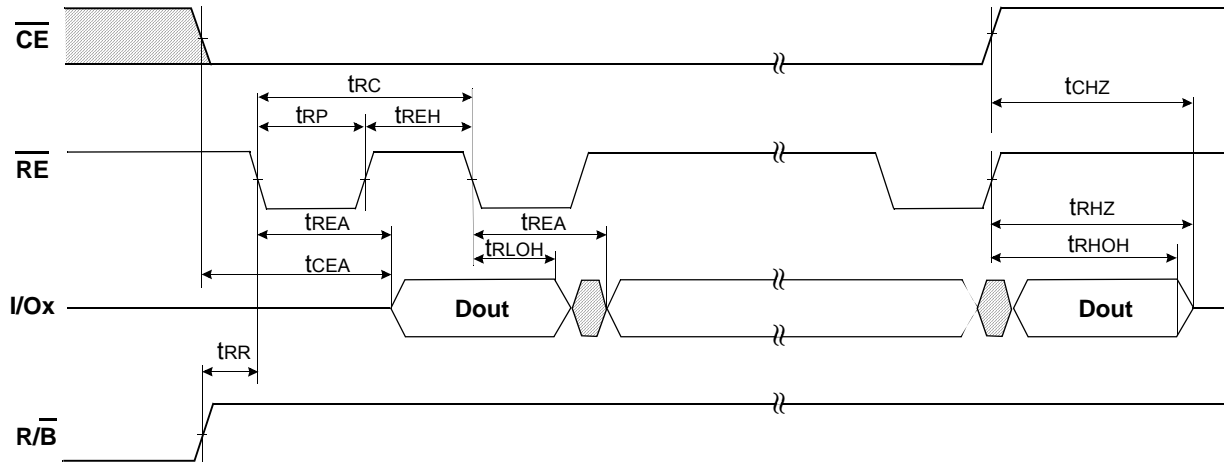 CE
tRC
tCHZ
tRP
tREH
RE
tREA
tREA
tRHZ
tRLOH
tRHOH
tCEA
I/Ox
Dout
Dout
tRR
R/B